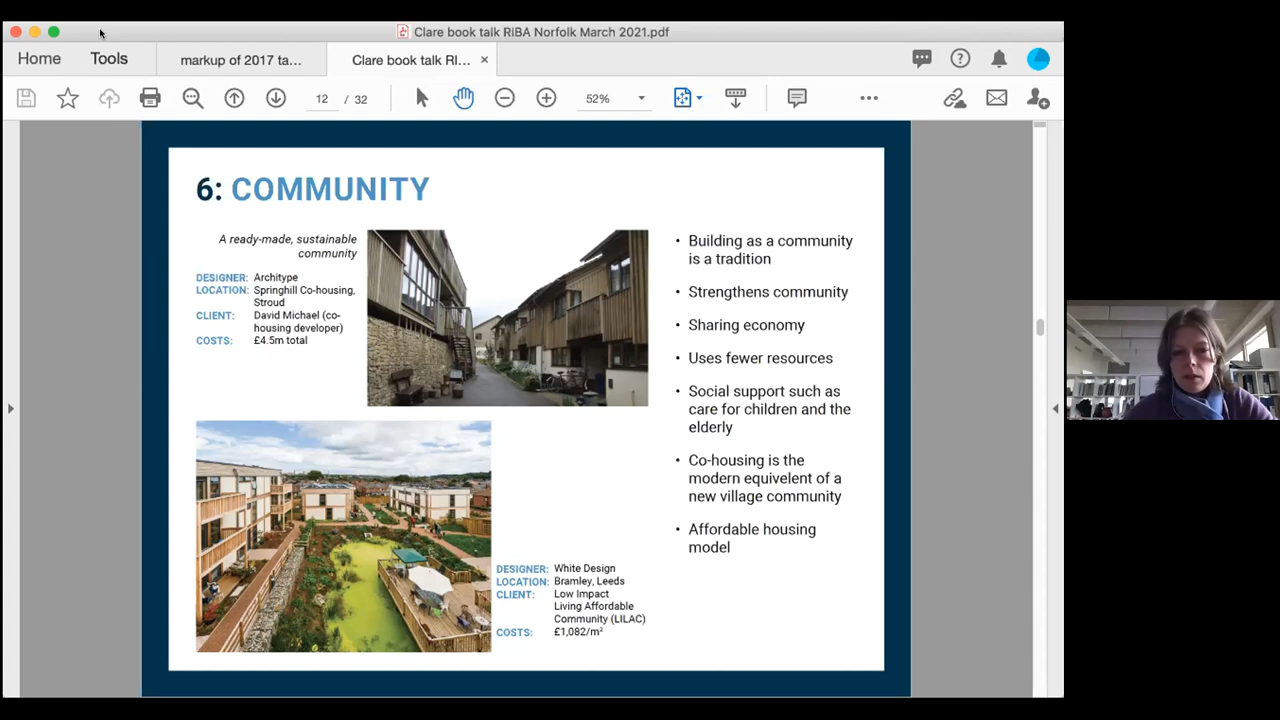 Clare book talk RIBA Norfolk March 2021.pdf
Home
Tools
markup of 2017 ta...
Clare book talk RI...
12 / 32
52%
6: COMMUNITY
A ready-made, sustainable
community
DESIGNER: Architype
LOCATION: Springhill Co-housing,
Stroud
CLIENT: David Michael (co-
housing developer)
COSTS: £4.5m total
• Building as a community
is a tradition
• Strengthens community
• Sharing economy
• Uses fewer resources
• Social support such as
care for children and the
elderly
• Co-housing is the
modern equivelent of a
new village community
• Affordable housing
model
DESIGNER: White Design
LOCATION: Bramley, Leeds
CLIENT: Low Impact
Living Affordable
Community (LILAC)
COSTS: £1,082/m²